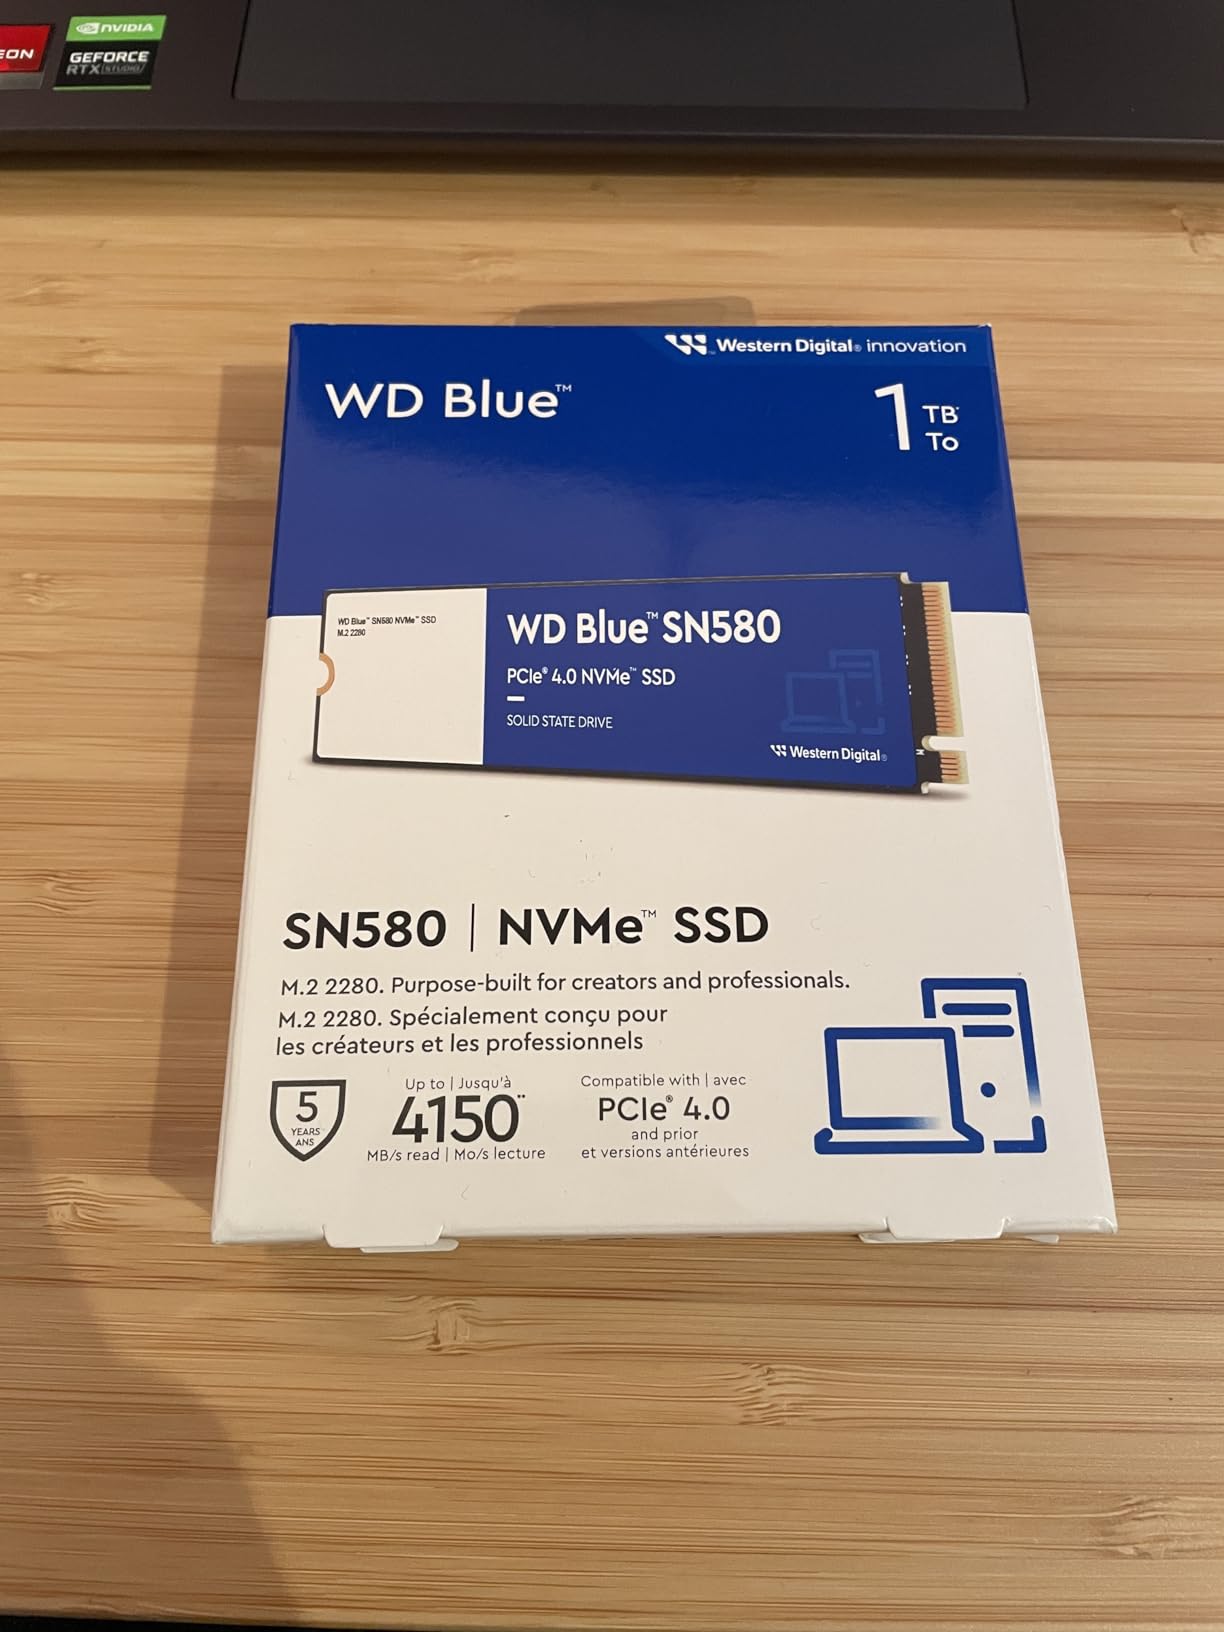 EON
NVIDIA
GEFORCE
RTX STUDIO
Western Digital® innovation
WD Blue™
1 TB*
To
WD Blue™ SN580 NVMe™ SSD
M.2 2280
WD Blue™ SN580
PCIe® 4.0 NVMe™ SSD
SOLID STATE DRIVE
Western Digital®
SN580 | NVMe™ SSD
M.2 2280. Purpose-built for creators and professionals.
M.2 2280. Spécialement conçu pour
les créateurs et les professionnels
5
YEARS
ANS
Up to | Jusqu'à
4150**
MB/s read | Mo/s lecture
Compatible with | avec
PCIe® 4.0
and prior
et versions antérieures